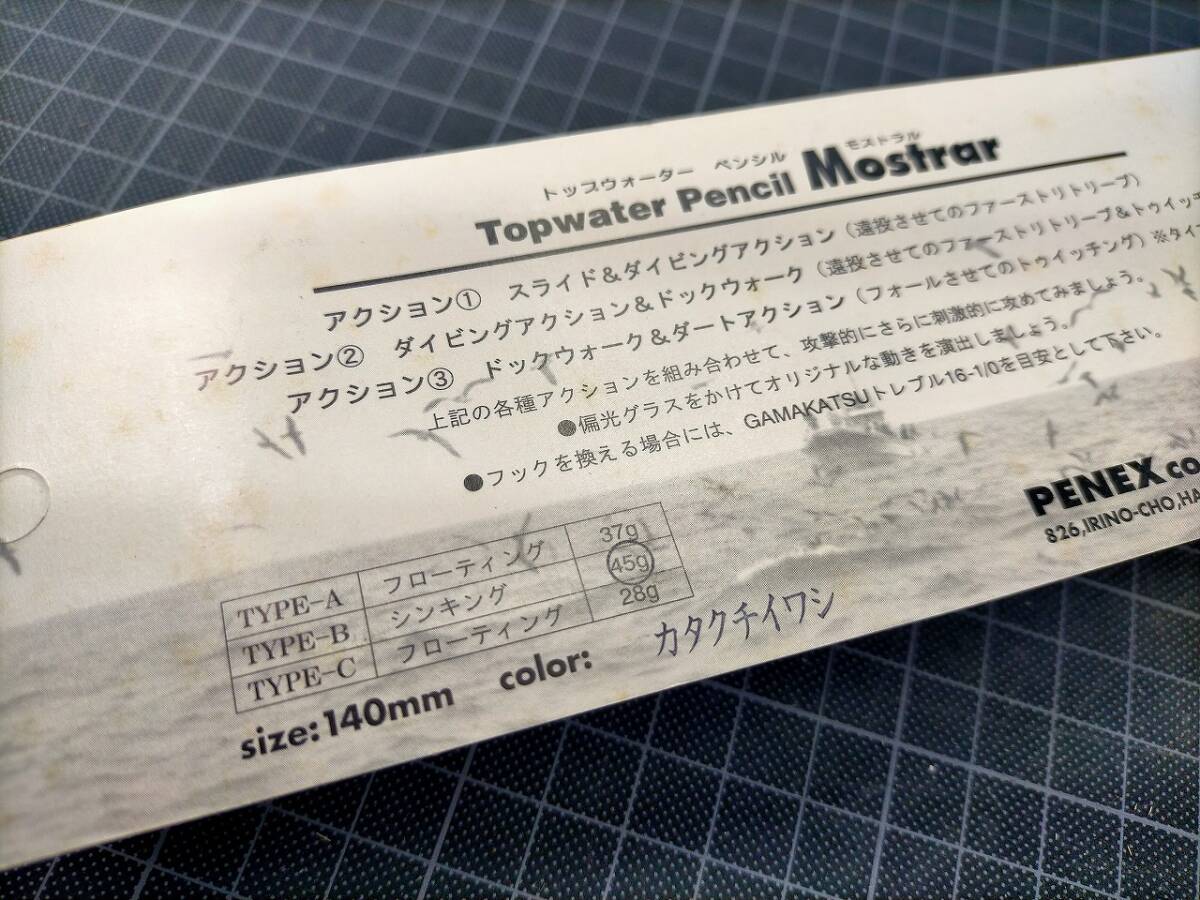 トップウォーター ペンシル モストラル
Topwater Pencil Mostrar
アクション① スライド&ダイビングアクション（遠投させてのファーストリトリーブ）
アクション② ダイビングアクション&ドックウォーク（遠投させてのファーストリトリーブ&トゥイッチ
アクション③ ドックウォーク&ダートアクション（フォールさせてのトゥイッチング）※タイプ
上記の各種アクションを組み合わせて、攻撃的にさらに刺激的に攻めてみましょう。
●偏光グラスをかけてオリジナルな動きを演出しましょう。
●フックを換える場合には、GAMAKATSUトレブル16-1/0を目安として下さい。
PENEX co
826,IRINO-CHO,HA
TYPE-A フローティング 37g
TYPE-B シンキング 45g
TYPE-C フローティング 28g
size:140mm color: カタクチイワシ